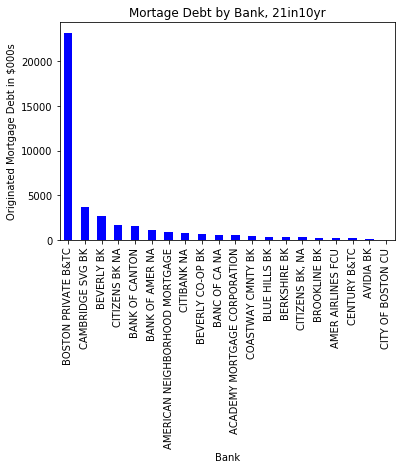 Mortage Debt by Bank, 21in10yr
Originated Mortgage Debt in $000s
20000
15000
10000
5000
0
BOSTON PRIVATE B&TC
CAMBRIDGE SVG BK
BEVERLY BK
CITIZENS BK NA
BANK OF CANTON
BANK OF AMER NA
AMERICAN NEIGHBORHOOD MORTGAGE
CITIBANK NA
BEVERLY CO-OP BK
BANC OF CA NA
ACADEMY MORTGAGE CORPORATION
COASTWAY CMNTY BK
BLUE HILLS BK
BERKSHIRE BK
CITIZENS BK, NA
BROOKLINE BK
AMER AIRLINES FCU
CENTURY B&TC
AVIDIA BK
CITY OF BOSTON CU
Bank